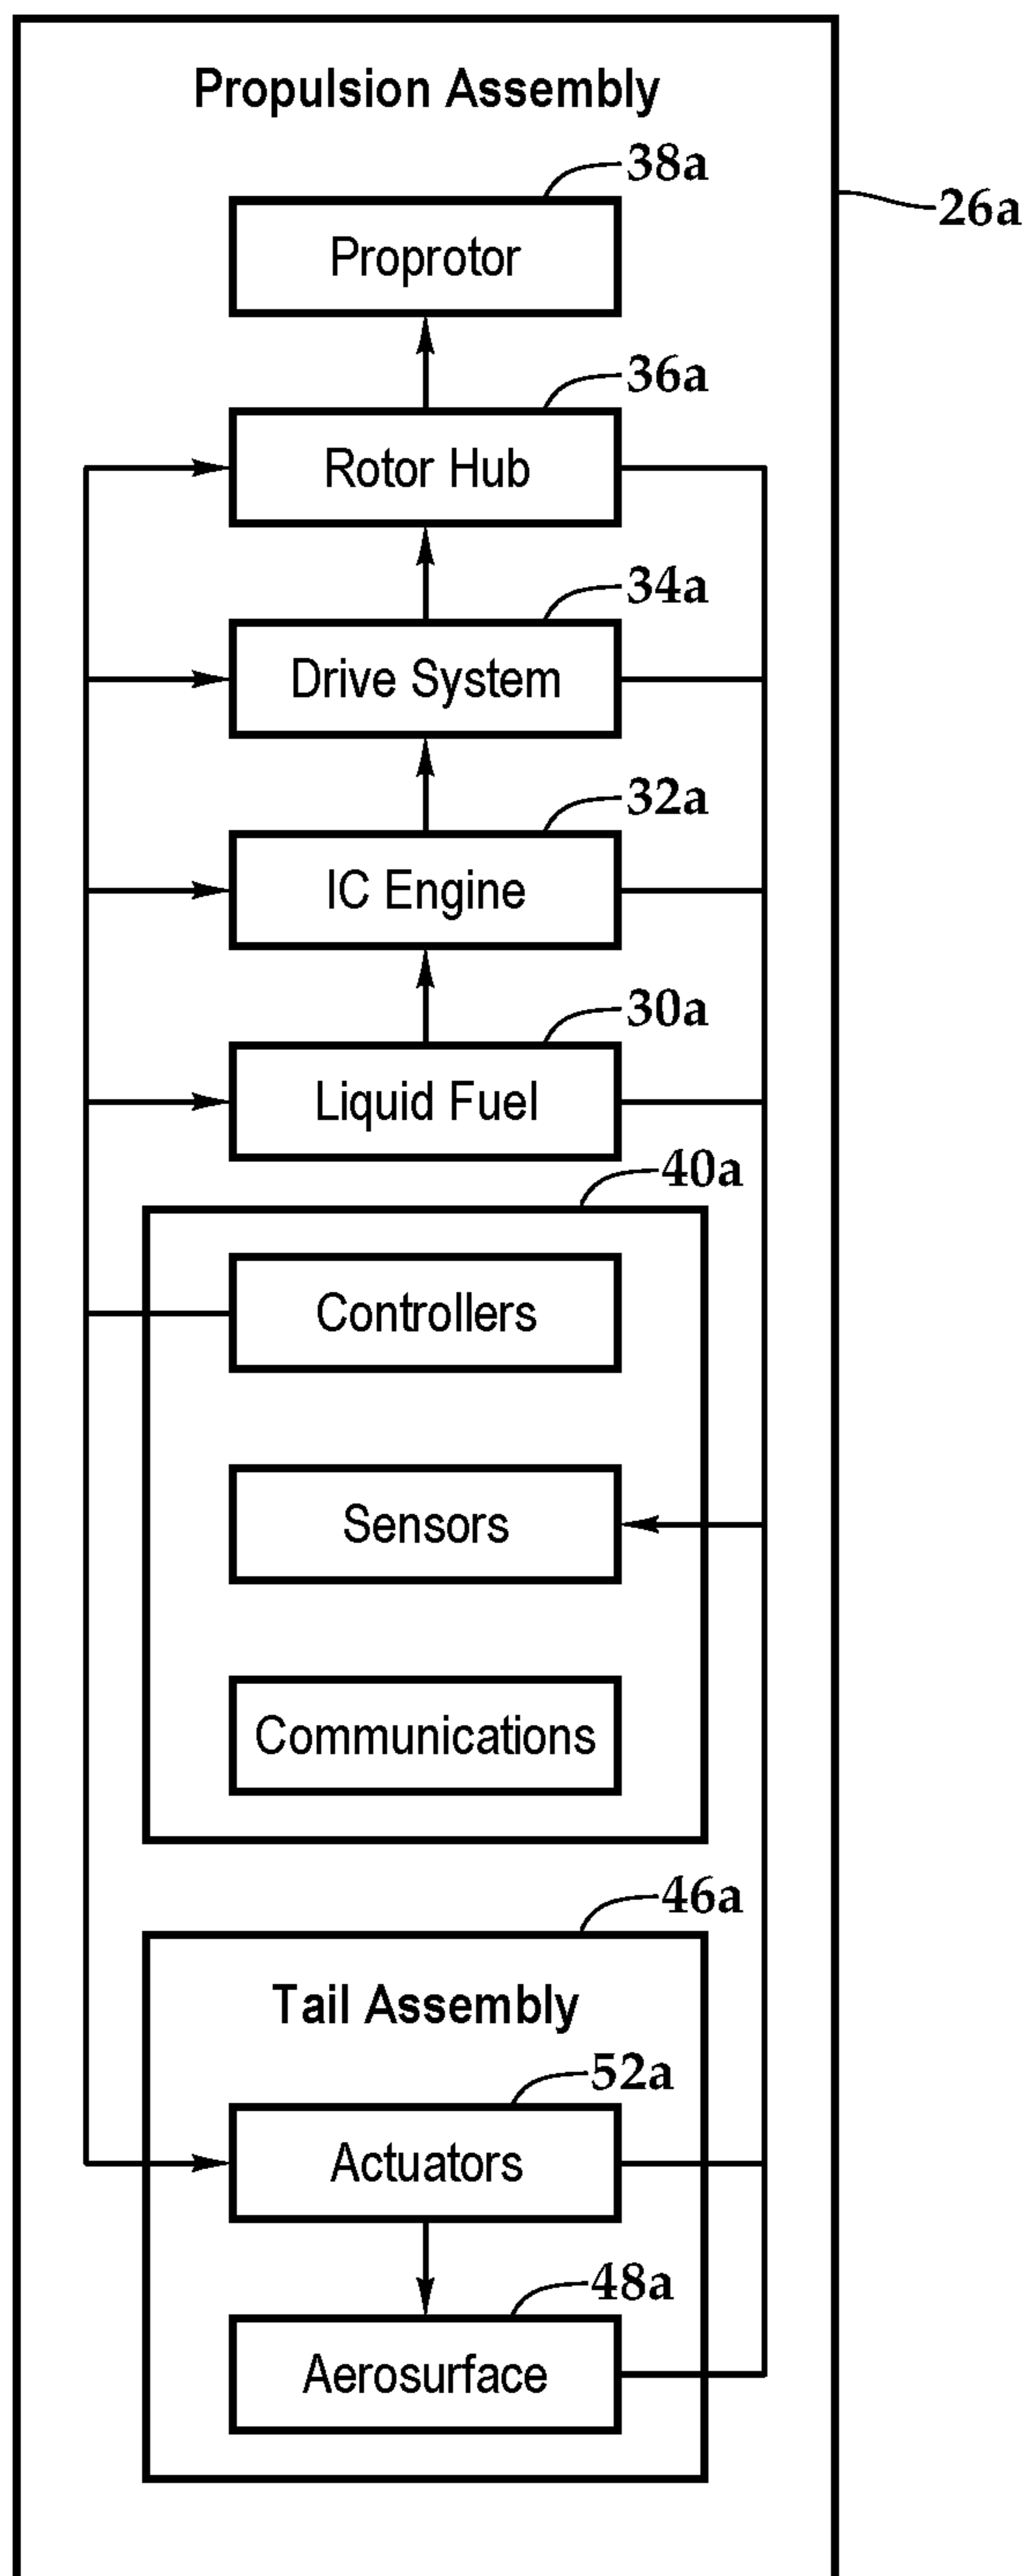 Propulsion Assembly
38a
26a
Proprotor
36a
Rotor Hub
34a
Drive System
32a
IC Engine
30a
Liquid Fuel
40a
Controllers
Sensors
Communications
46a
Tail Assembly
52a
Actuators
48a
Aerosurface